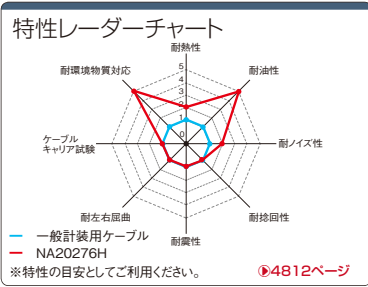 特性レーダーチャート
耐熱性
耐環境物質対応
耐油性
5
4
3
2
1
0
ケーブル
キャリア試験
耐ノイズ性
耐左右屈曲
耐捻回性
耐震性
一般計装用ケーブル
NA20276H
※特性の目安としてご利用ください。
4812ページ